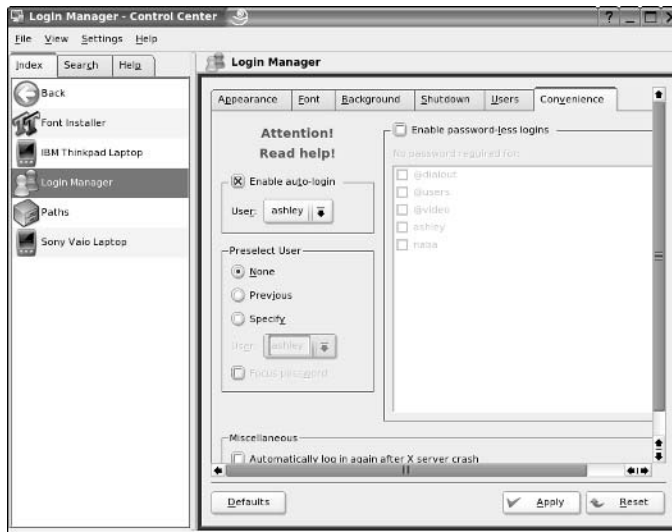 Login Manager - Control Center
File View Settings Help
Index Search Help
Back
Font Installer
IBM Thinkpad Laptop
Login Manager
Paths
Sony Vaio Laptop
Login Manager
Appearance Font Background Shutdown Users Convenience
Attention!
Read help!
Enable auto-login
User: ashley
Preselect User
None
Previous
Specify
User: ashley
Focus password
Enable password-less logins
No password required for:
@dialout
@users
@video
ashley
naba
Miscellaneous
Automatically log in again after X server crash
Defaults Apply Reset